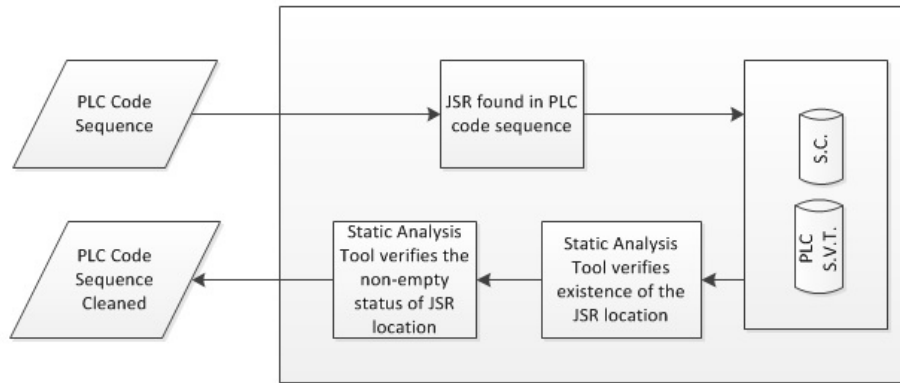 PLC Code
Sequence
JSR found in PLC
code sequence
S.C.
PLC
S.V.T.
Static Analysis
Tool verifies
existence of the
JSR location
Static Analysis
Tool verifies the
non-empty
status of JSR
location
PLC Code
Sequence
Cleaned